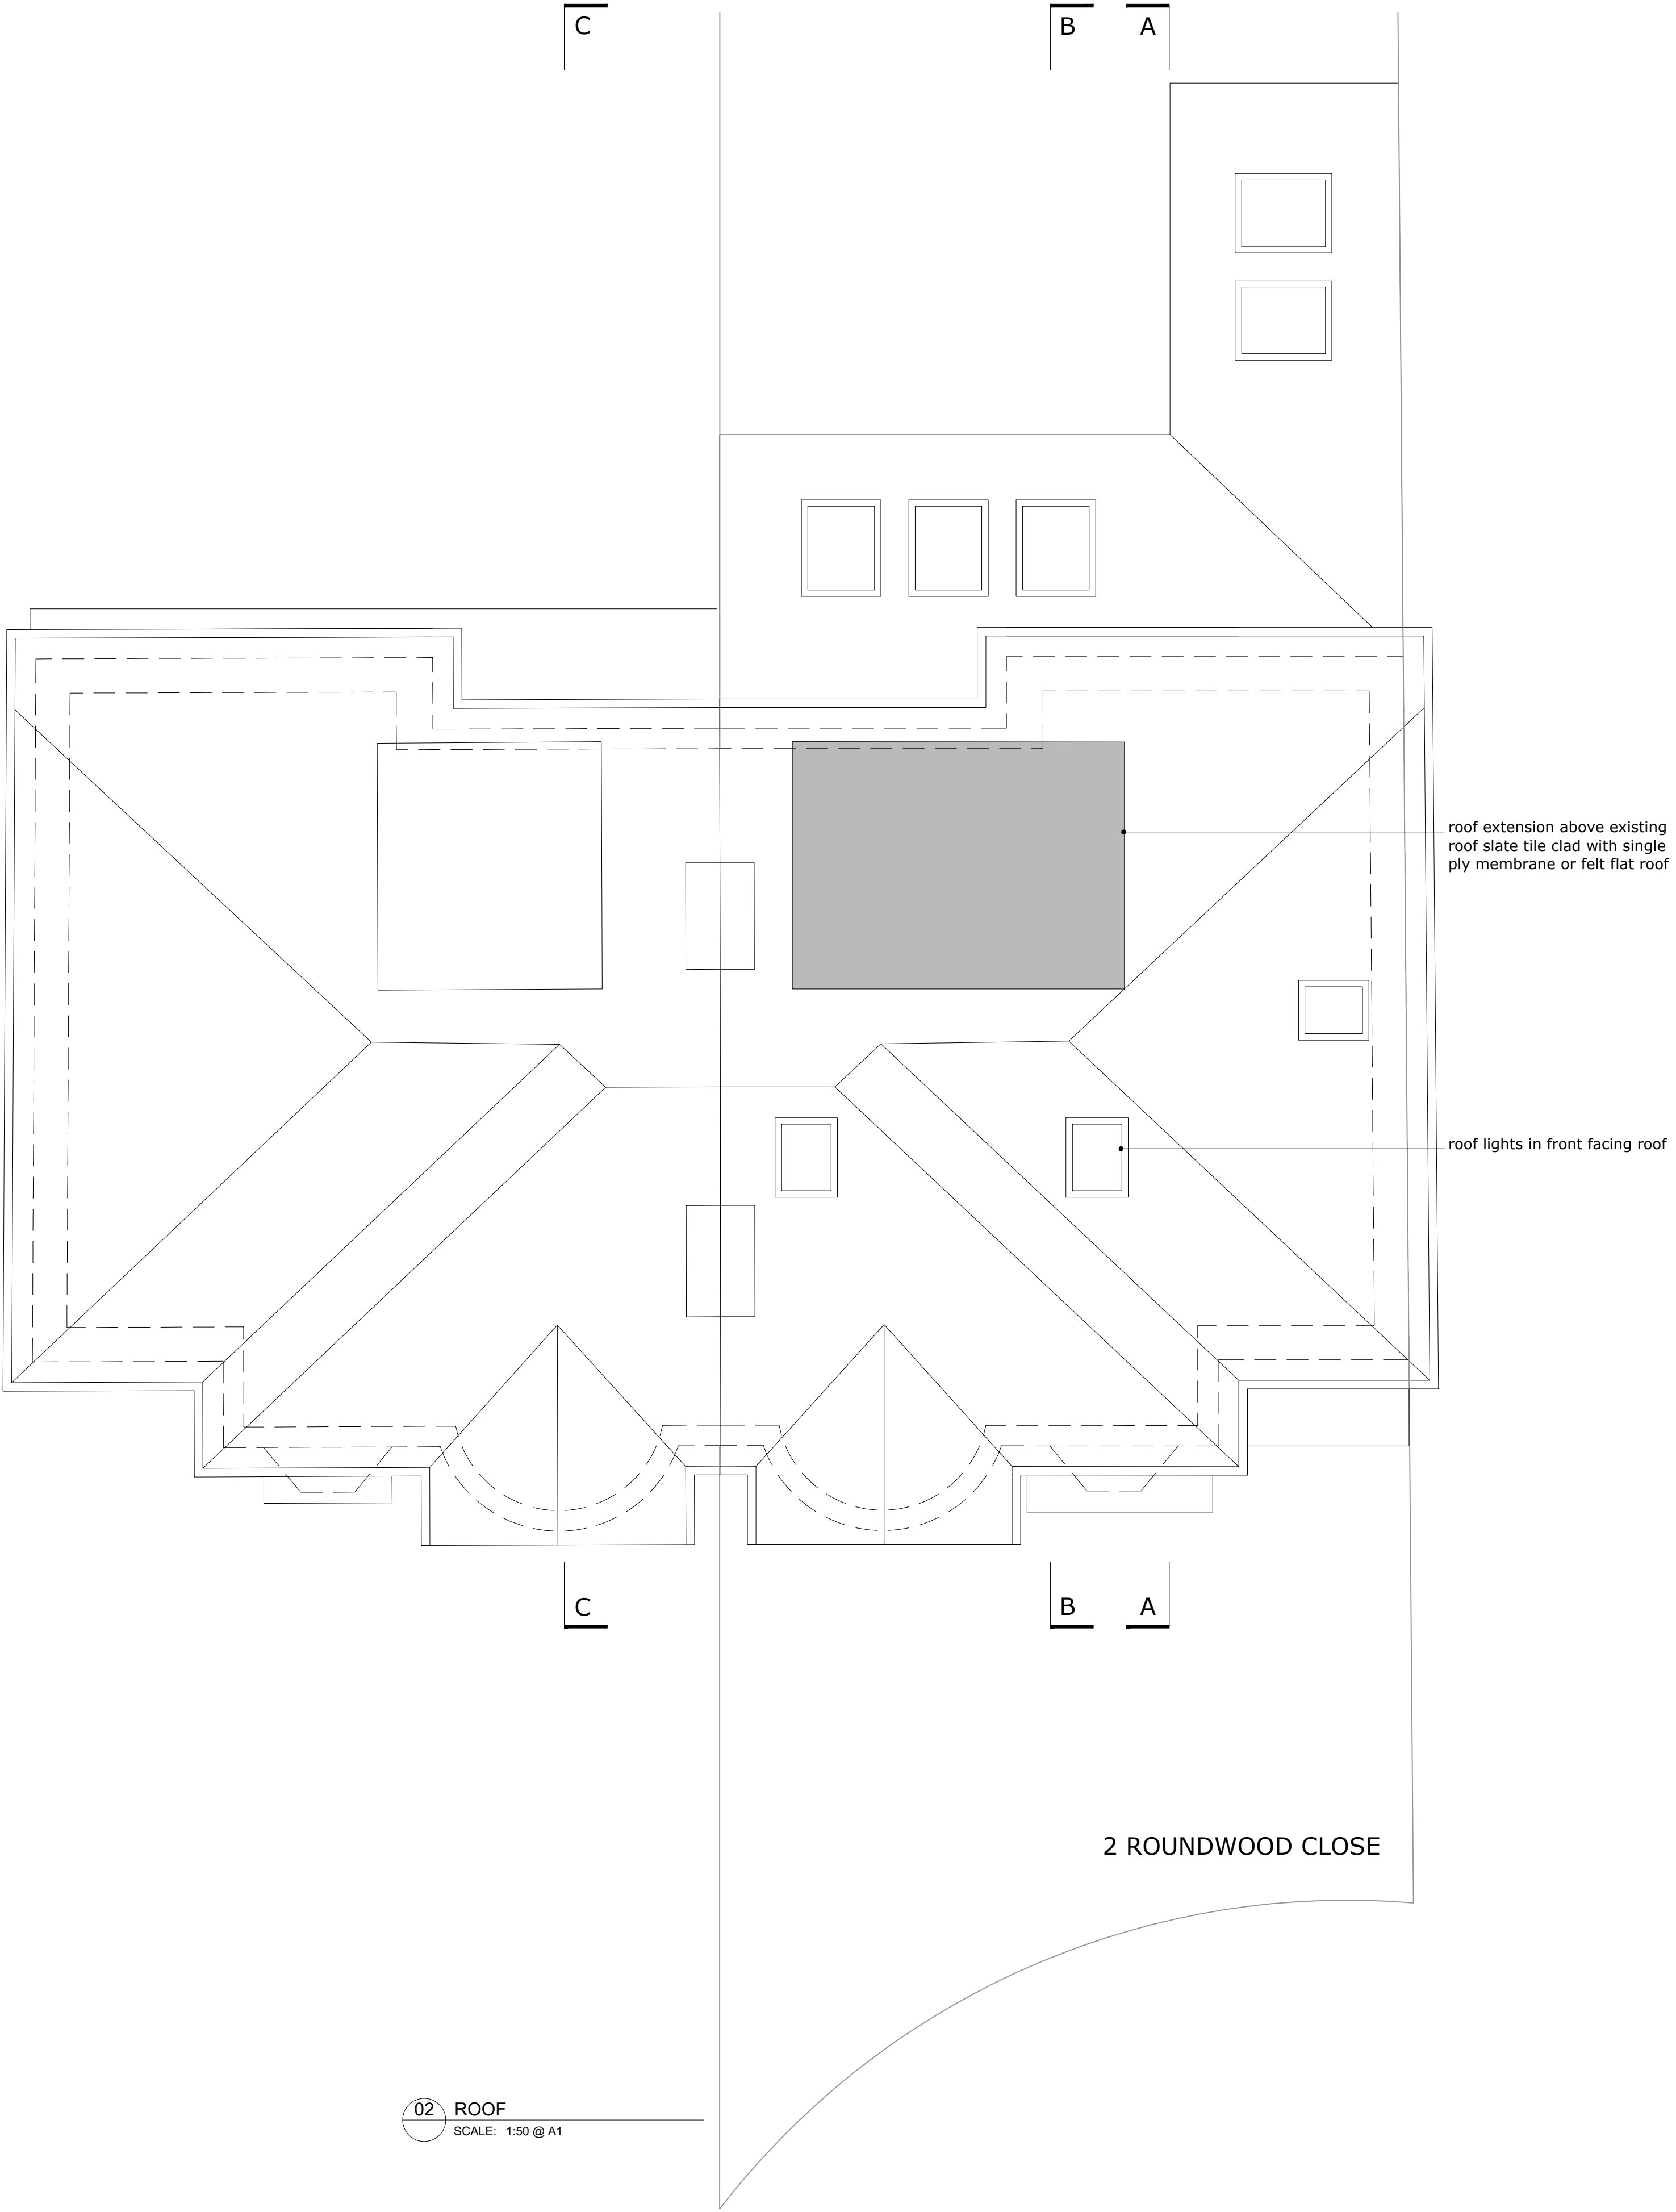 C
B
A
roof extension above existing
roof slate tile clad with single
ply membrane or felt flat roof
roof lights in front facing roof
C
B
A
2 ROUNDWOOD CLOSE
02
ROOF
SCALE: 1:50 @ A1